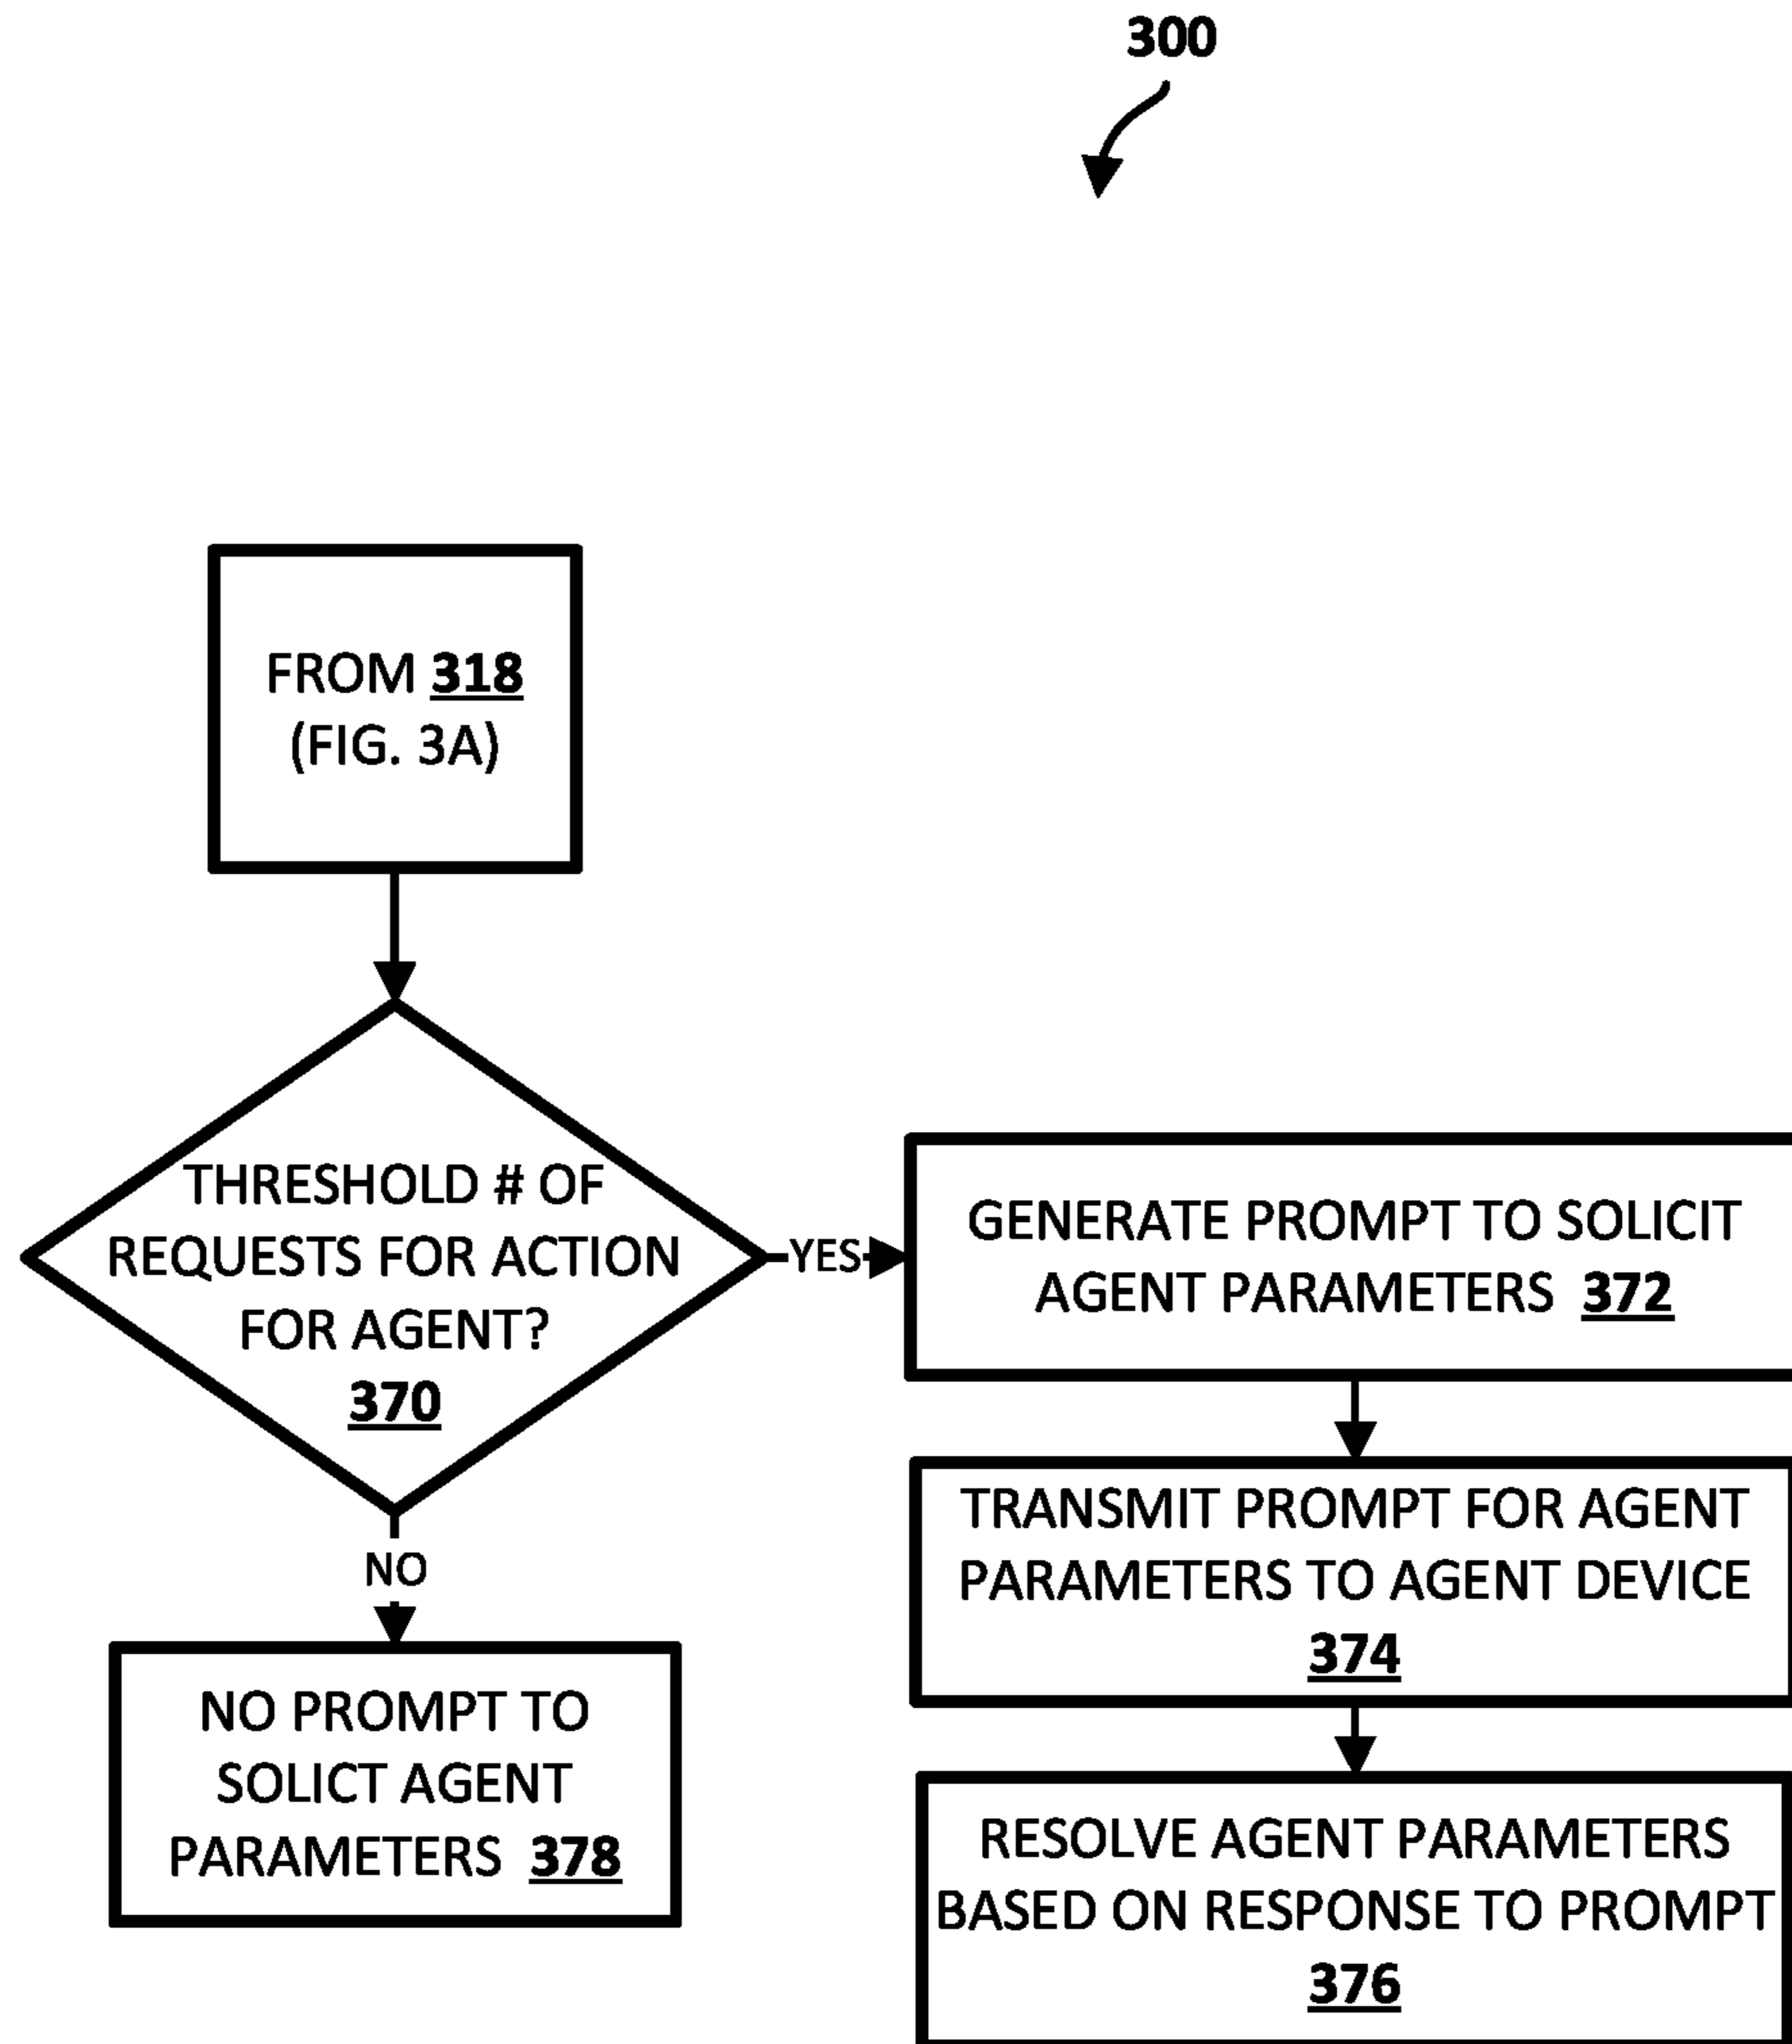 300
FROM 318
(FIG. 3A)
THRESHOLD # OF
REQUESTS FOR ACTION
FOR AGENT?
370
YES
GENERATE PROMPT TO SOLICIT
AGENT PARAMETERS 372
TRANSMIT PROMPT FOR AGENT
PARAMETERS TO AGENT DEVICE
374
NO
NO PROMPT TO
SOLICT AGENT
PARAMETERS 378
RESOLVE AGENT PARAMETERS
BASED ON RESPONSE TO PROMPT
376